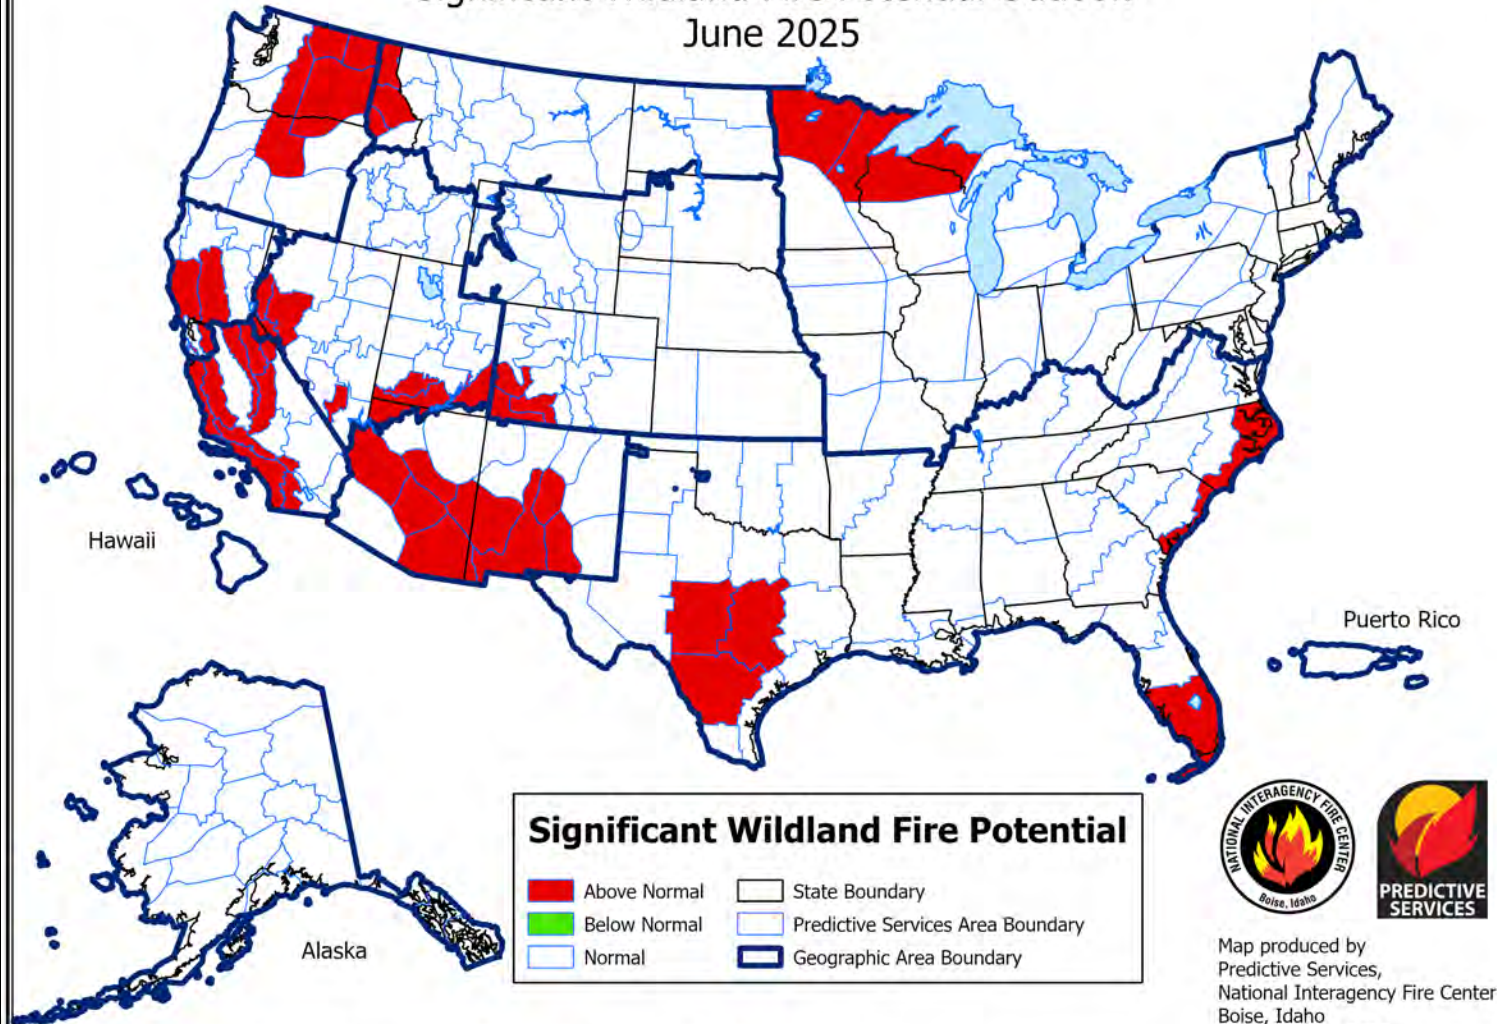 June 2025
Hawaii
Puerto Rico
Alaska
Significant Wildland Fire Potential
Above Normal
Below Normal
Normal
State Boundary
Predictive Services Area Boundary
Geographic Area Boundary
NATIONAL INTERAGENCY FIRE CENTER
Boise, Idaho
PREDICTIVE
SERVICES
Map produced by
Predictive Services,
National Interagency Fire Center
Boise, Idaho